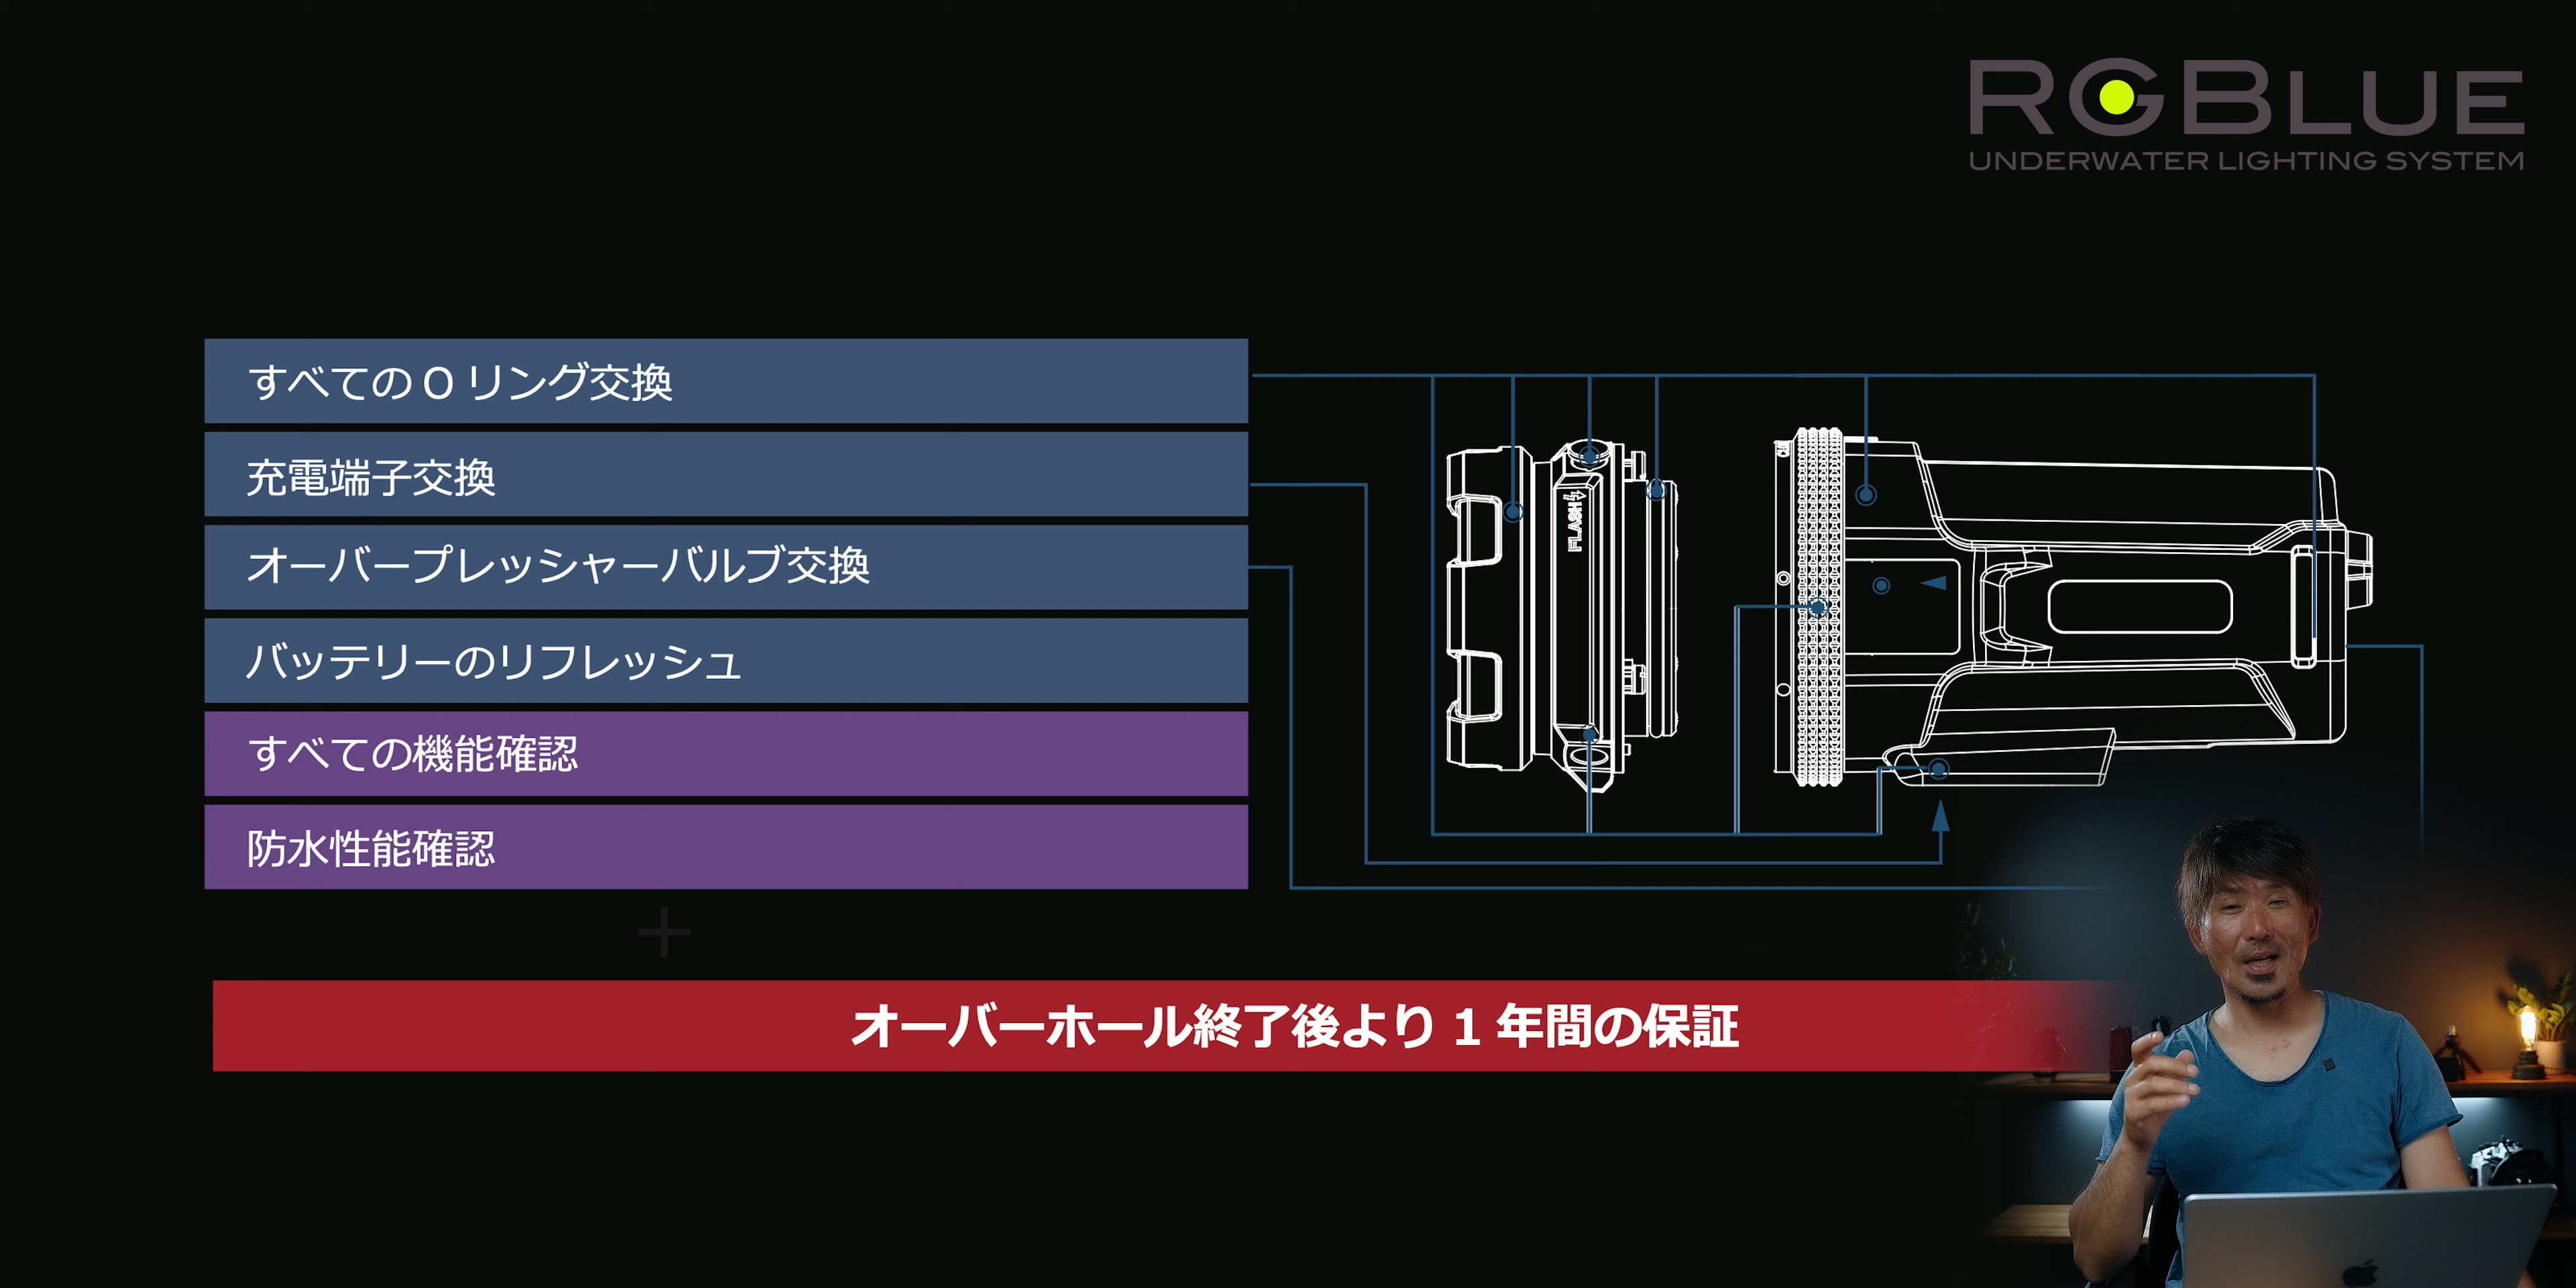 RGBLUE
UNDERWATER LIGHTING SYSTEM
すべてのO リング交換
充電端子交換
オーバープレッシャーバルブ交換
バッテリーのリフレッシュ
すべての機能確認
防水性能確認
+
オーバーホール終了後より 1 年間の保証
FLASH